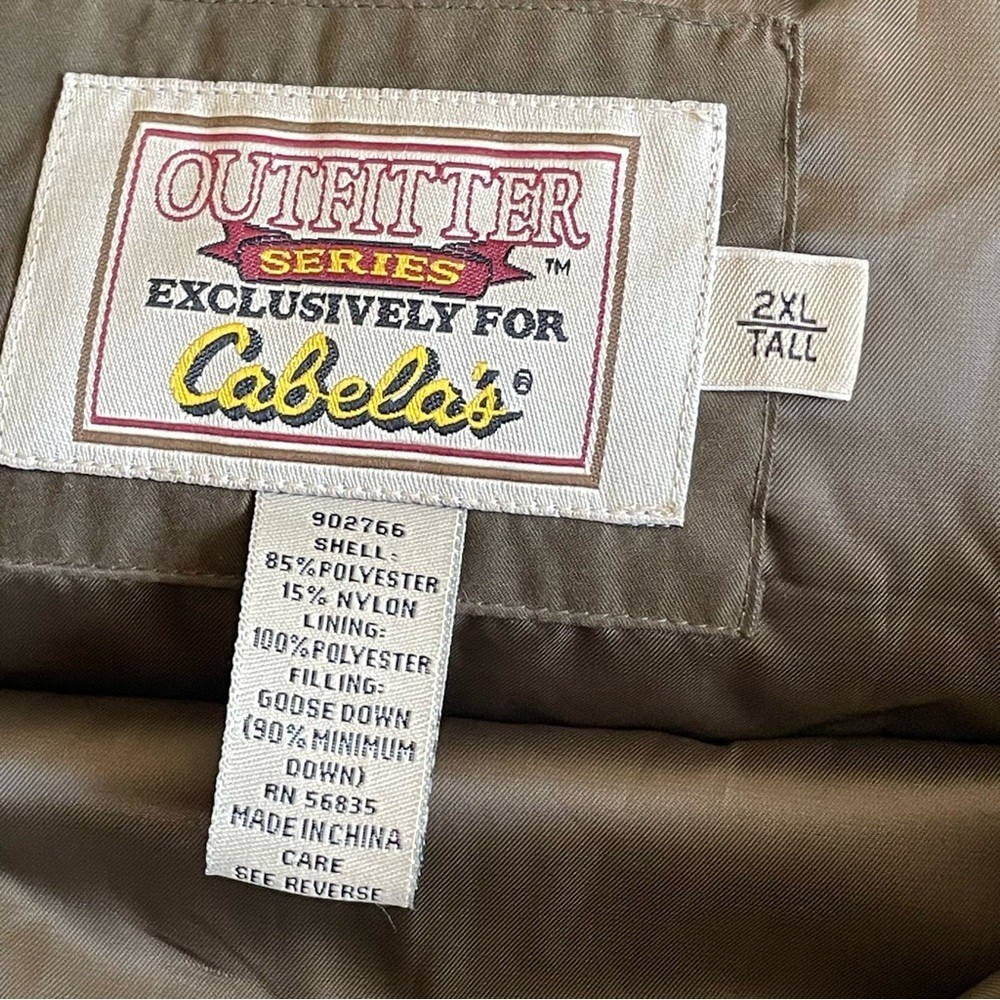 OUTFITTER
SERIES ™
EXCLUSIVELY FOR
Cabela's®
2XL
TALL
902766
SHELL:
85% POLYESTER
15% NYLON
LINING:
100% POLYESTER
FILLING:
GOOSE DOWN
(90% MINIMUM
DOWN)
RN 56835
MADE IN CHINA
CARE
SEE REVERSE